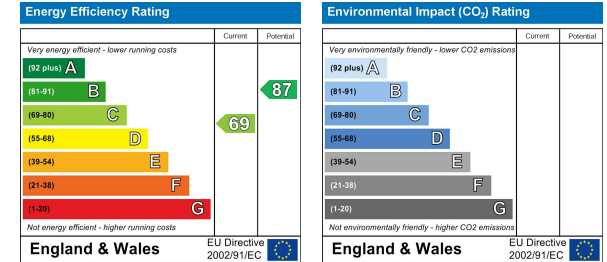 Energy Efficiency Rating
Current Potential
Very energy efficient - lower running costs
(92 plus) A
(81-91) B
87
(69-80) C
69
(55-68) D
(39-54) E
(21-38) F
(1-20) G
Not energy efficient - higher running costs
England & Wales
EU Directive
2002/91/EC
Environmental Impact (CO2) Rating
Current Potential
Very environmentally friendly - lower CO2 emissions
(92 plus) A
(81-91) B
(69-80) C
(55-68) D
(39-54) E
(21-38) F
(1-20) G
Not environmentally friendly - higher CO2 emissions
England & Wales
EU Directive
2002/91/EC